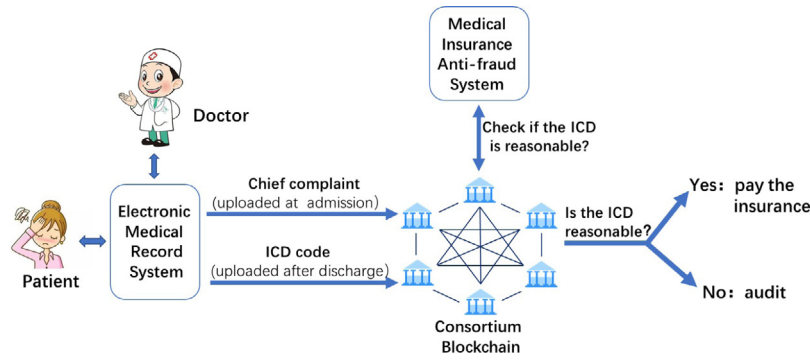 Medical
Insurance
Anti-fraud
System
Doctor
Check if the ICD
is reasonable?
Chief complaint
(uploaded at admission)
Electronic
Medical
Record
System
Patient
ICD code
(uploaded after discharge)
Is the ICD
reasonable?
Yes: pay the
insurance
No: audit
Consortium
Blockchain